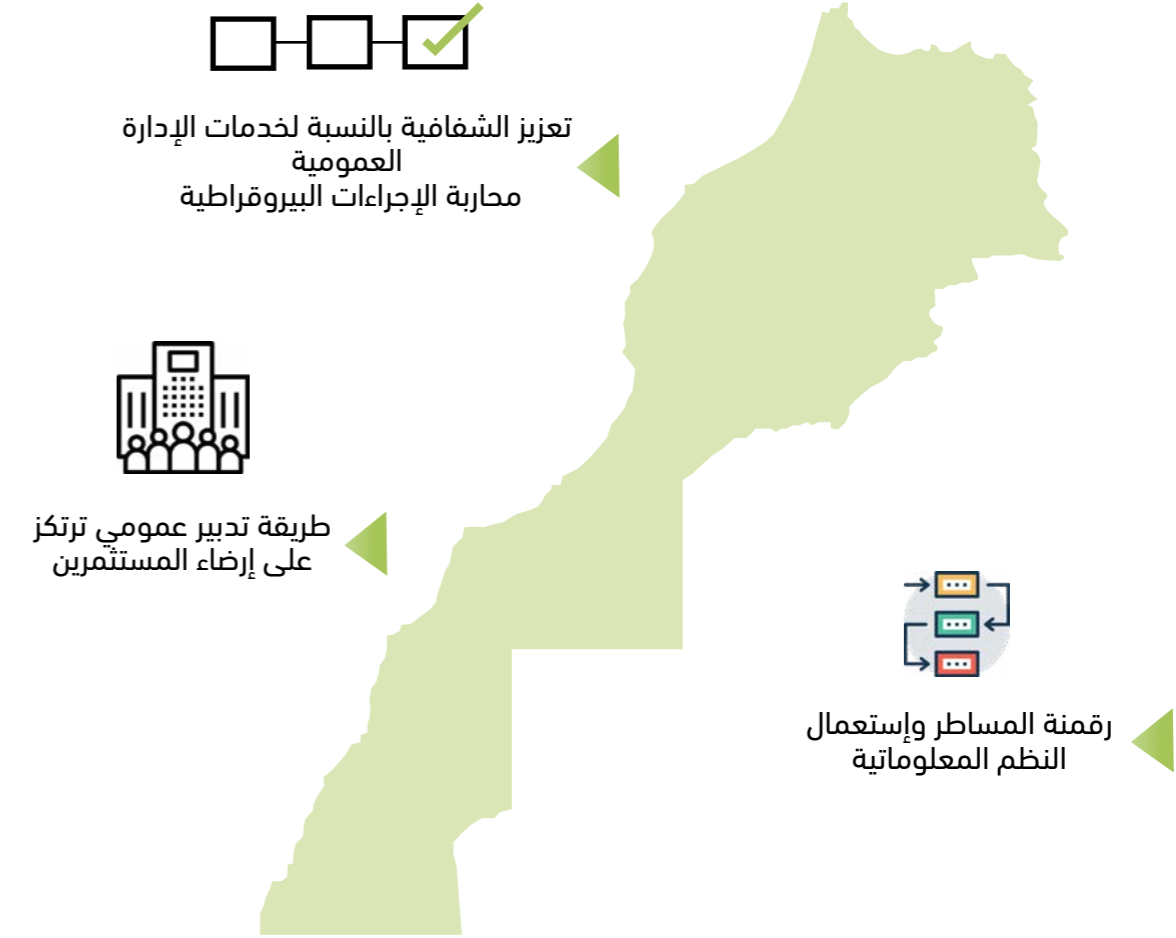 تعزيز الشفافية بالنسبة لخدمات الإدارة
العمومية
محاربة الإجراءات البيروقراطية
طريقة تدبير عمومي ترتكز
على إرضاء المستثمرين
رقمنة المساطر وإستعمال
النظم المعلوماتية